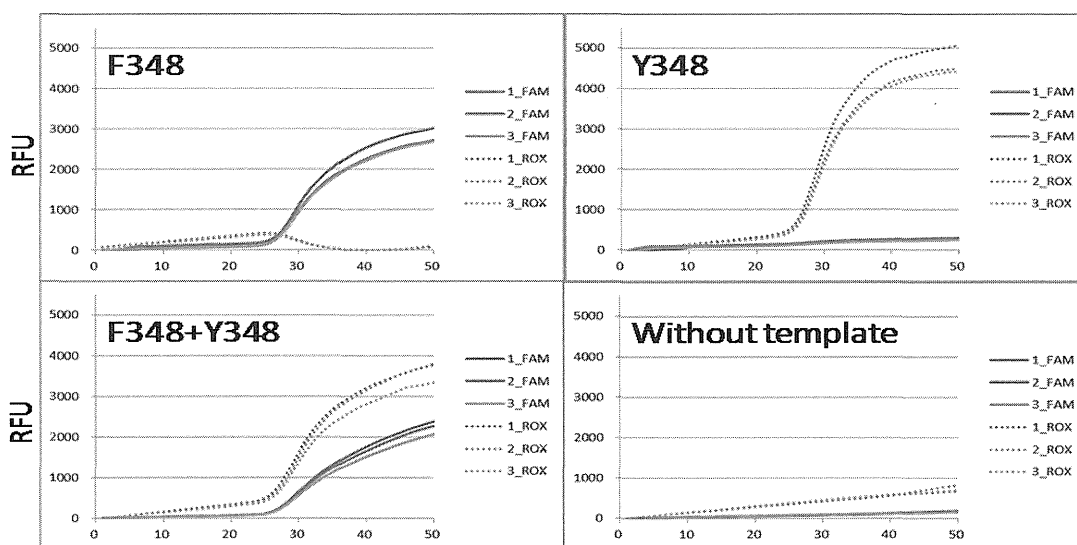 F348
RFU
5000
4000
3000
2000
1000
0
0 10 20 30 40 50
1_FAM
2_FAM
3_FAM
1_ROX
2_ROX
3_ROX
Y348
5000
4000
3000
2000
1000
0
0 10 20 30 40 50
1_FAM
2_FAM
3_FAM
1_ROX
2_ROX
3_ROX
F348+Y348
RFU
5000
4000
3000
2000
1000
0
0 10 20 30 40 50
1_FAM
2_FAM
3_FAM
1_ROX
2_ROX
3_ROX
Without template
5000
4000
3000
2000
1000
0
0 10 20 30 40 50
1_FAM
2_FAM
3_FAM
1_ROX
2_ROX
3_ROX